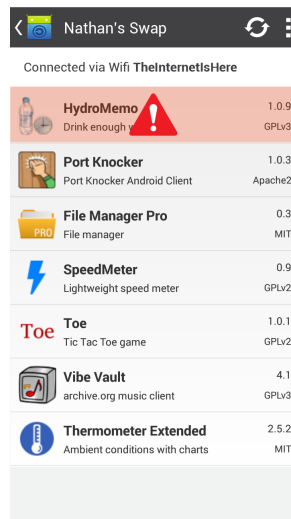 Nathan's Swap
Connected via Wifi TheInternetIsHere
HydroMemo 1.0.9
Drink enough GPLv3
Port Knocker 1.0.3
Port Knocker Android Client Apache2
File Manager Pro 0.3
PRO File manager MIT
SpeedMeter 0.9
Lightweight speed meter GPLv2
Toe Toe 1.0.1
Tic Tac Toe game GPLv2
Vibe Vault 4.1
archive.org music client GPLv3
Thermometer Extended 2.5.2
Ambient conditions with charts MIT